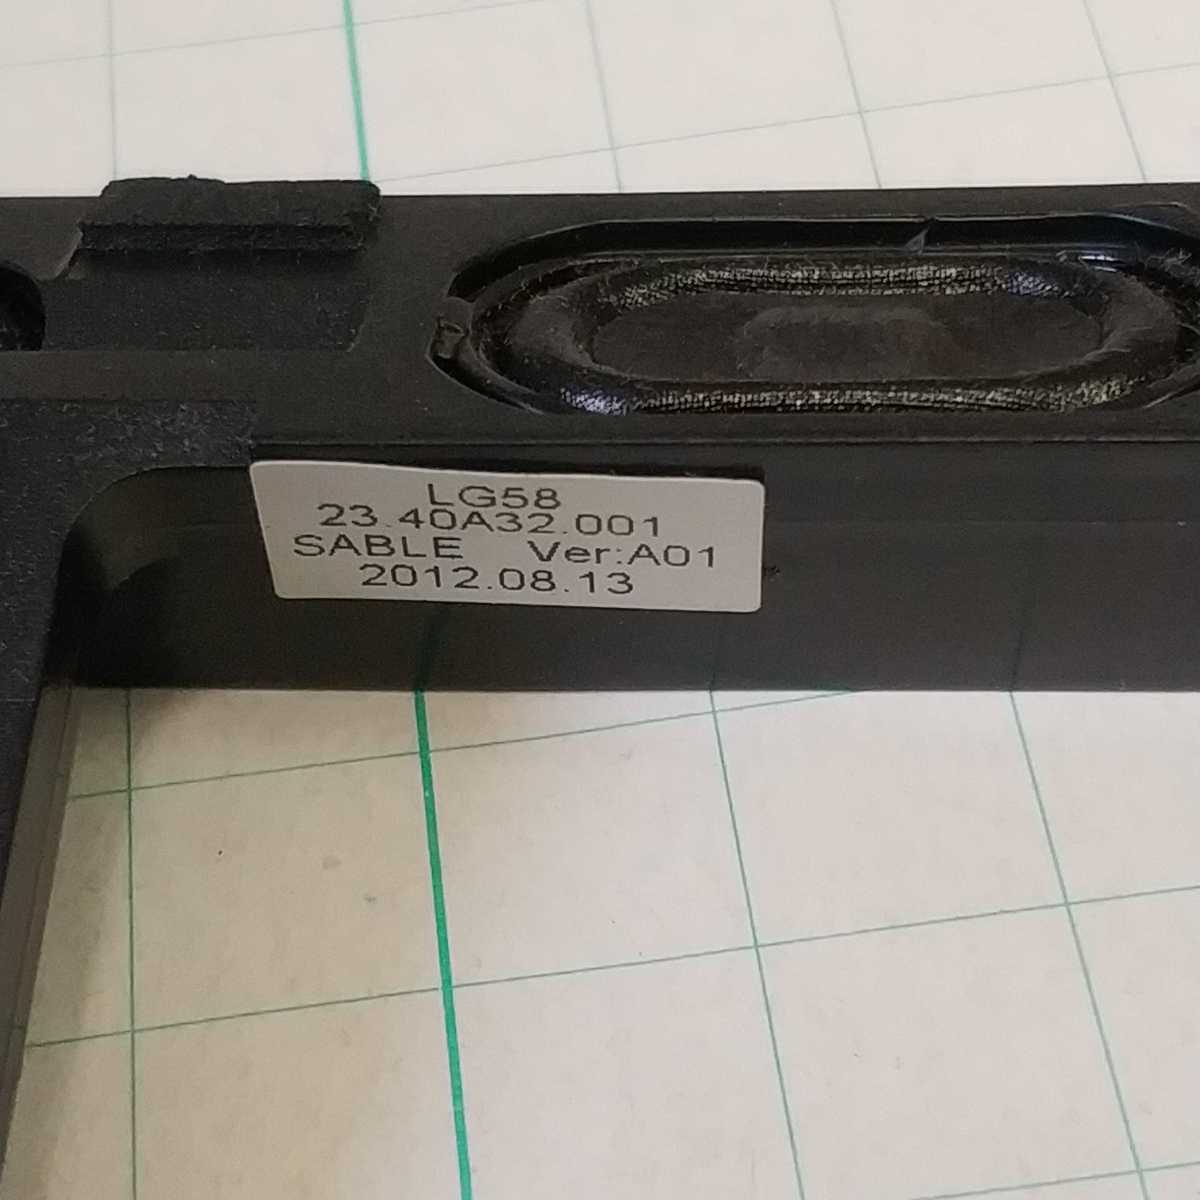 LG58
23.40A32.001
SABLE Ver:A01
2012.08.13